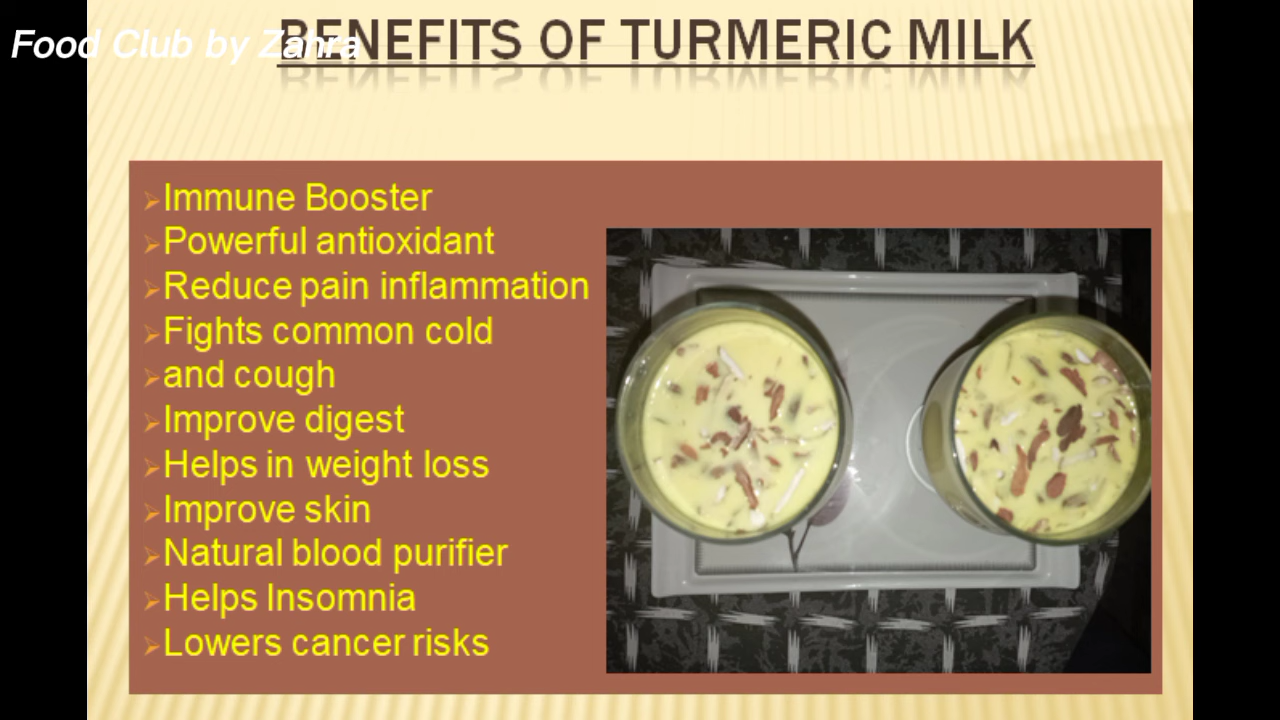 Food Club by Zahra
BENEFITS OF TURMERIC MILK
Immune Booster
Powerful antioxidant
Reduce pain inflammation
Fights common cold
and cough
Improve digest
Helps in weight loss
Improve skin
Natural blood purifier
Helps Insomnia
Lowers cancer risks